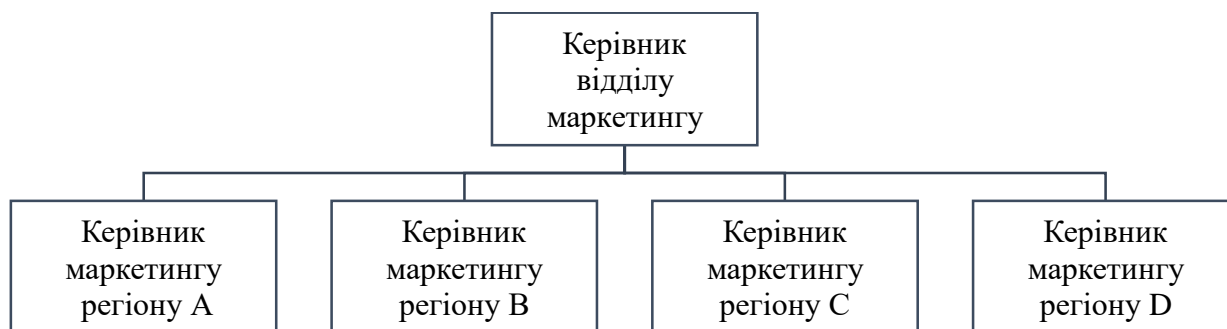 Керівник
відділу
маркетингу
Керівник
маркетингу
регіону A
Керівник
маркетингу
регіону B
Керівник
маркетингу
регіону C
Керівник
маркетингу
регіону D